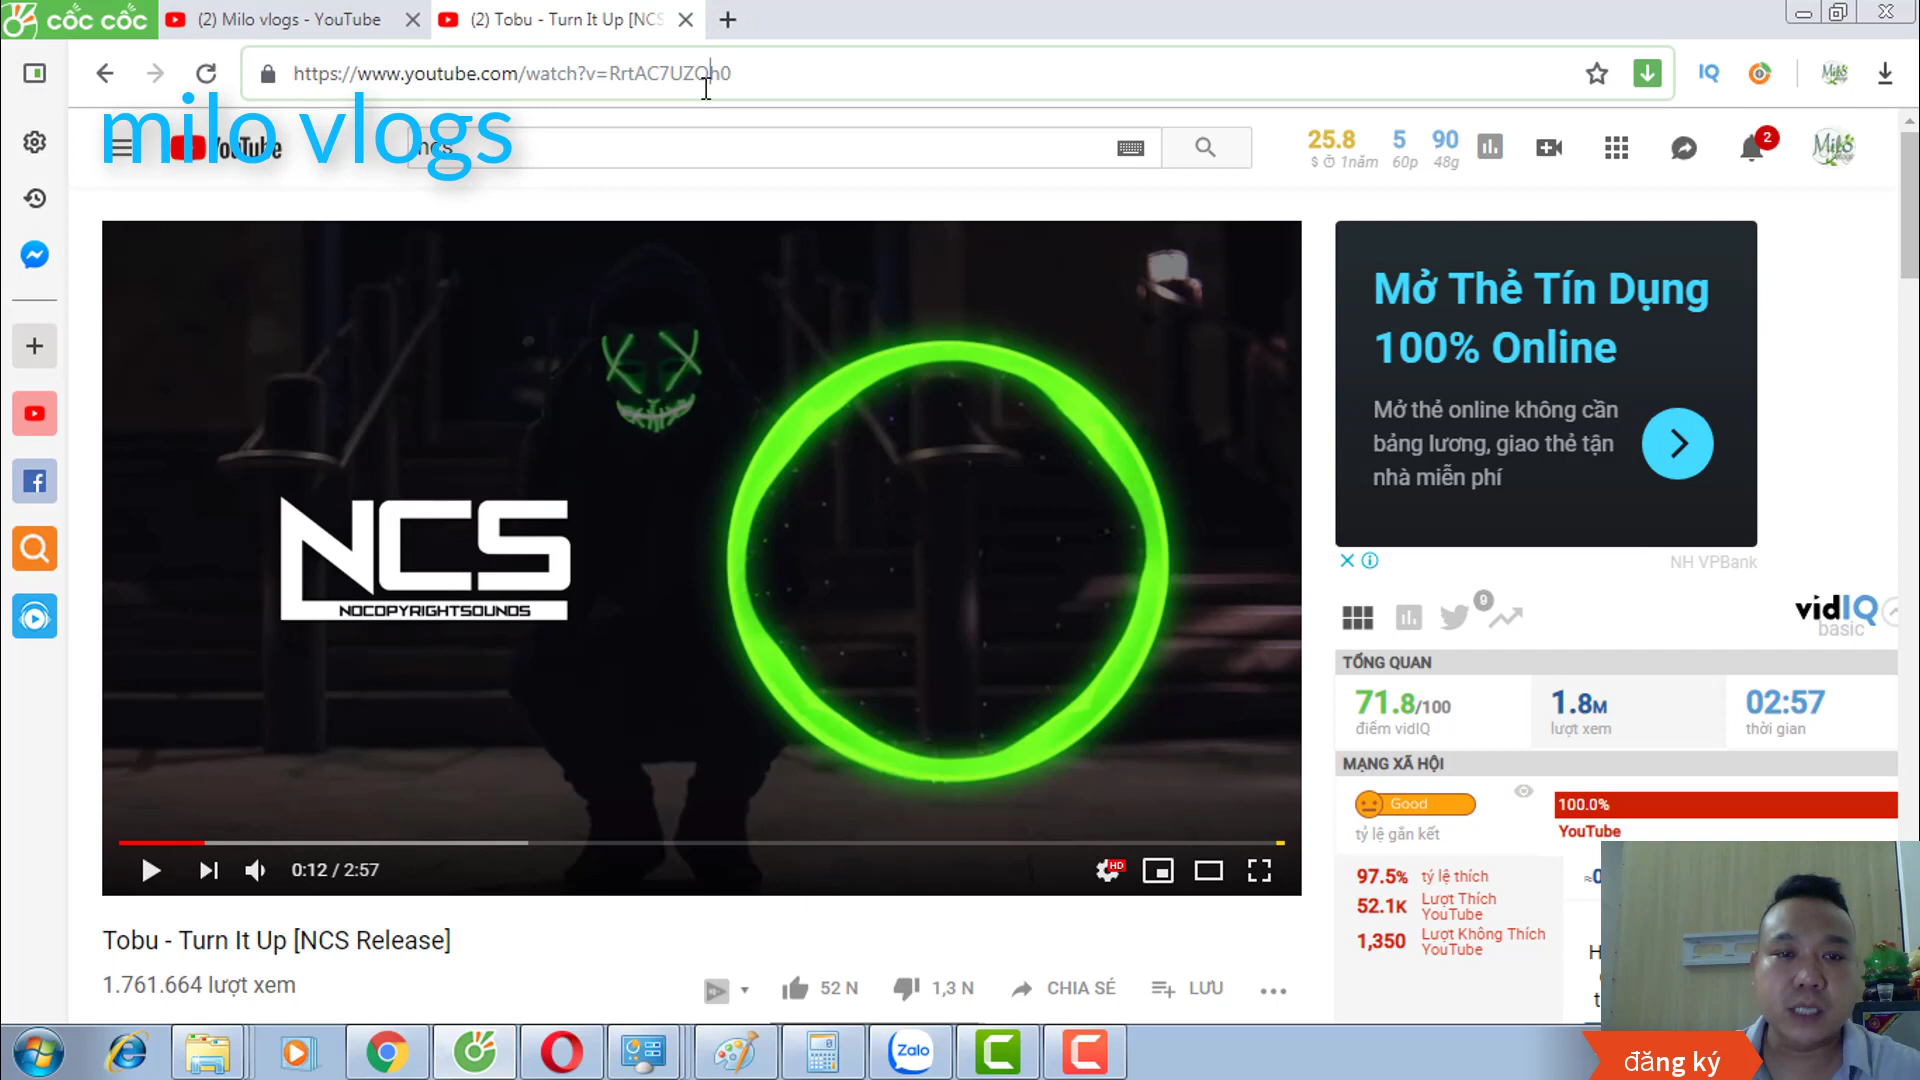 cốc cốc
(2) Milo vlogs - YouTube
(2) Tobu - Turn It Up [NCS
https://www.youtube.com/watch?v=RrtAC7UZQh0
IQ
Milo
milo vlogs
YouTube
ncs
25.8
$ 1năm
5
60p
90
48g
2
Milo
Mở Thẻ Tín Dụng
100% Online
Mở thẻ online không cần
bảng lương, giao thẻ tận
nhà miễn phí
NH VPBank
NCS
NOCOPYRIGHTSOUNDS
9
vidIQ
basic
TỔNG QUAN
71.8/100
điểm vidIQ
1.8M
lượt xem
02:57
thời gian
MẠNG XÃ HỘI
Good
tỷ lệ gắn kết
100.0%
YouTube
97.5% tỷ lệ thích
52.1K Lượt Thích
YouTube
1,350 Lượt Không Thích
YouTube
0:12 / 2:57
HD
Tobu - Turn It Up [NCS Release]
1.761.664 lượt xem
52 N
1,3 N
CHIA SẺ
LƯU
Zalo
đăng ký